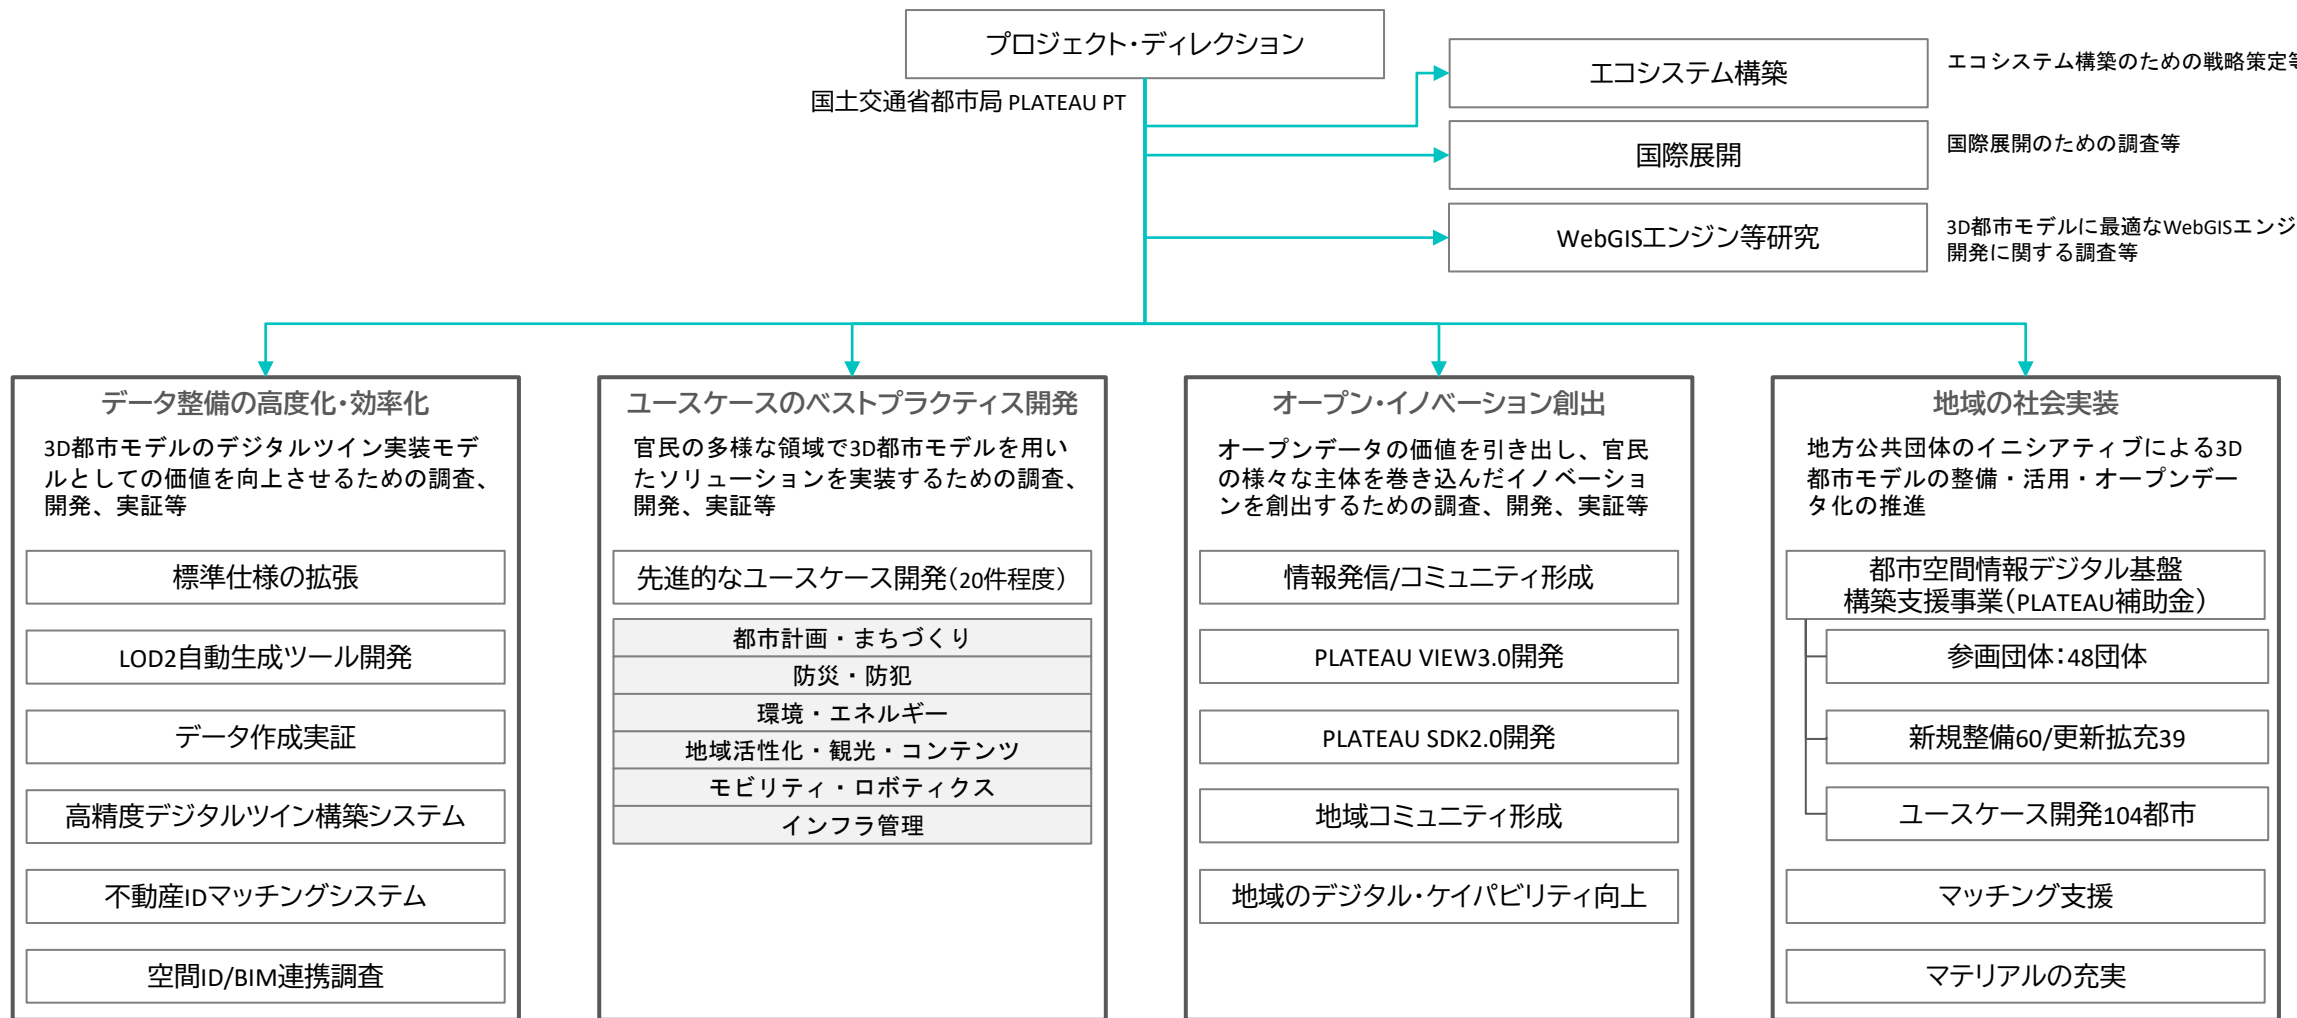 プロジェクト・ディレクション
国土交通省都市局 PLATEAU PT
エコシステム構築
エコシステム構築のための戦略策定等
国際展開
国際展開のための調査等
WebGISエンジン等研究
3D都市モデルに最適なWebGISエンジ
開発に関する調査等
データ整備の高度化・効率化
3D都市モデルのデジタルツイン実装モデ
ルとしての価値を向上させるための調査、
開発、実証等
標準仕様の拡張
LOD2自動生成ツール開発
データ作成実証
高精度デジタルツイン構築システム
不動産IDマッチングシステム
空間ID/BIM連携調査
ユースケースのベストプラクティス開発
官民の多様な領域で3D都市モデルを用い
たソリューションを実装するための調査、
開発、実証等
先進的なユースケース開発（20件程度）
都市計画・まちづくり
防災・防犯
環境・エネルギー
地域活性化・観光・コンテンツ
モビリティ・ロボティクス
インフラ管理
オープン・イノベーション創出
オープンデータの価値を引き出し、官民
の様々な主体を巻き込んだイノベーショ
ンを創出するための調査、開発、実証等
情報発信/コミュニティ形成
PLATEAU VIEW3.0開発
PLATEAU SDK2.0開発
地域コミュニティ形成
地域のデジタル・ケイパビリティ向上
地域の社会実装
地方公共団体のイニシアティブによる3D
都市モデルの整備・活用・オープンデー
タ化の推進
都市空間情報デジタル基盤
構築支援事業（PLATEAU補助金）
参画団体：48団体
新規整備60/更新拡充39
ユースケース開発104都市
マッチング支援
マテリアルの充実